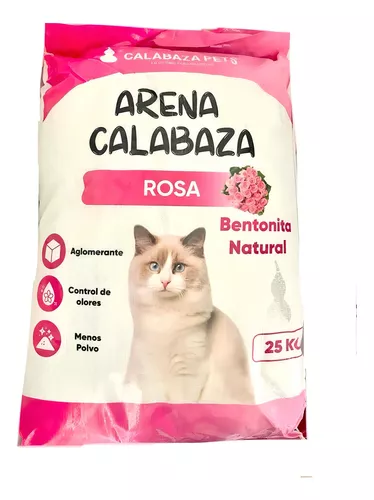 CALABAZA PETS
ARENA
CALABAZA
ROSA
Bentonita
Natural
Aglomerante
Control de
olores
Menos
Polvo
25 KG